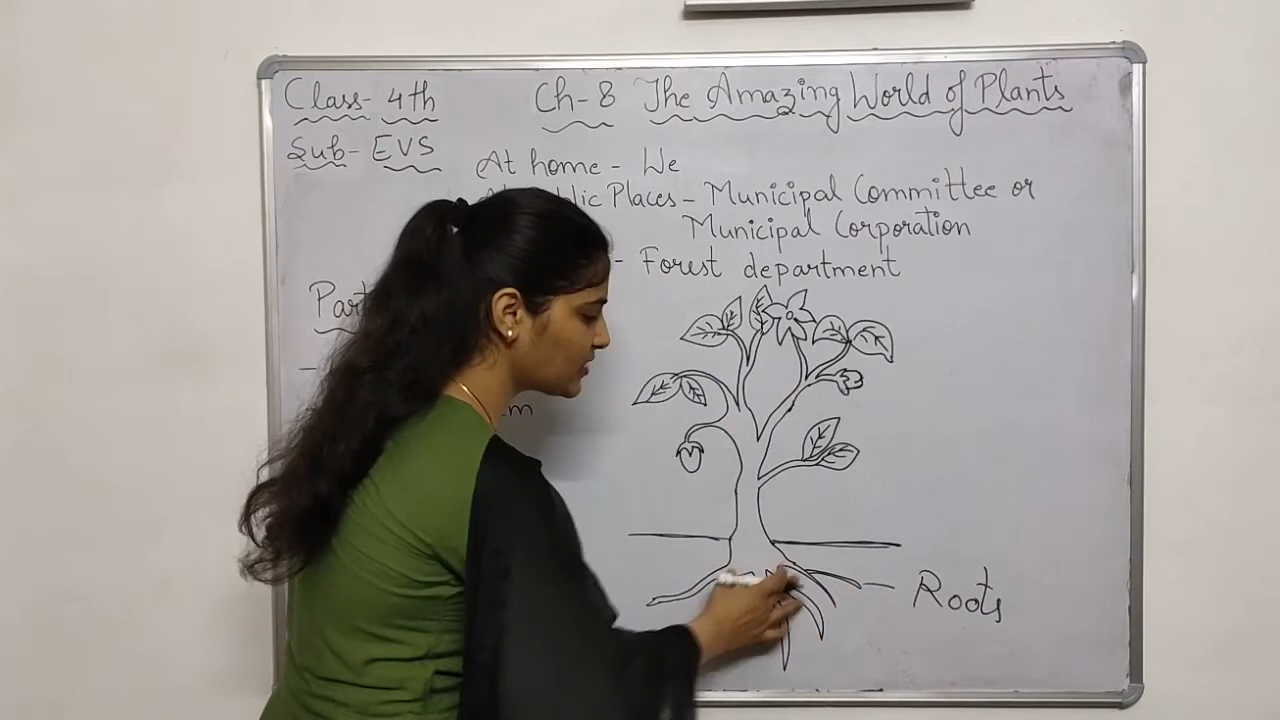 Class- 4th
Ch-8 The Amazing World of Plants
Sub- EVS
At home - We
Places - Municipal Committee or
Municipal Corporation
- Forest department
Roots